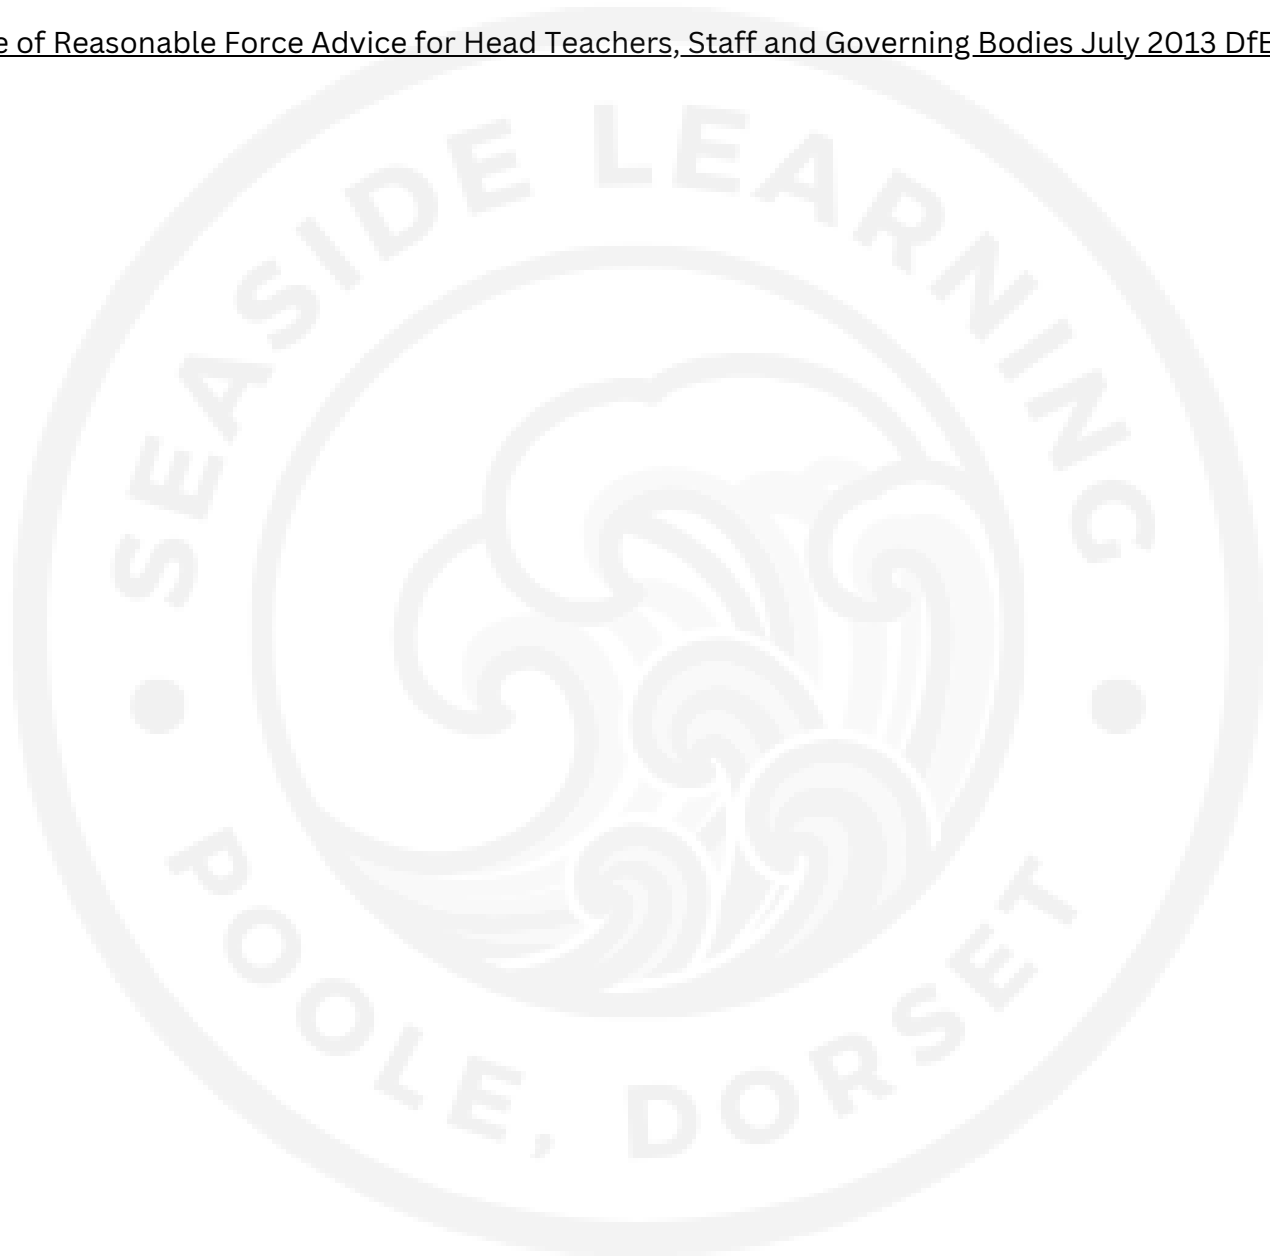 e of Reasonable Force Advice for Head Teachers, Staff and Governing Bodies July 2013 DfE
SEASIDE LEARNING
POOLE, DORSET